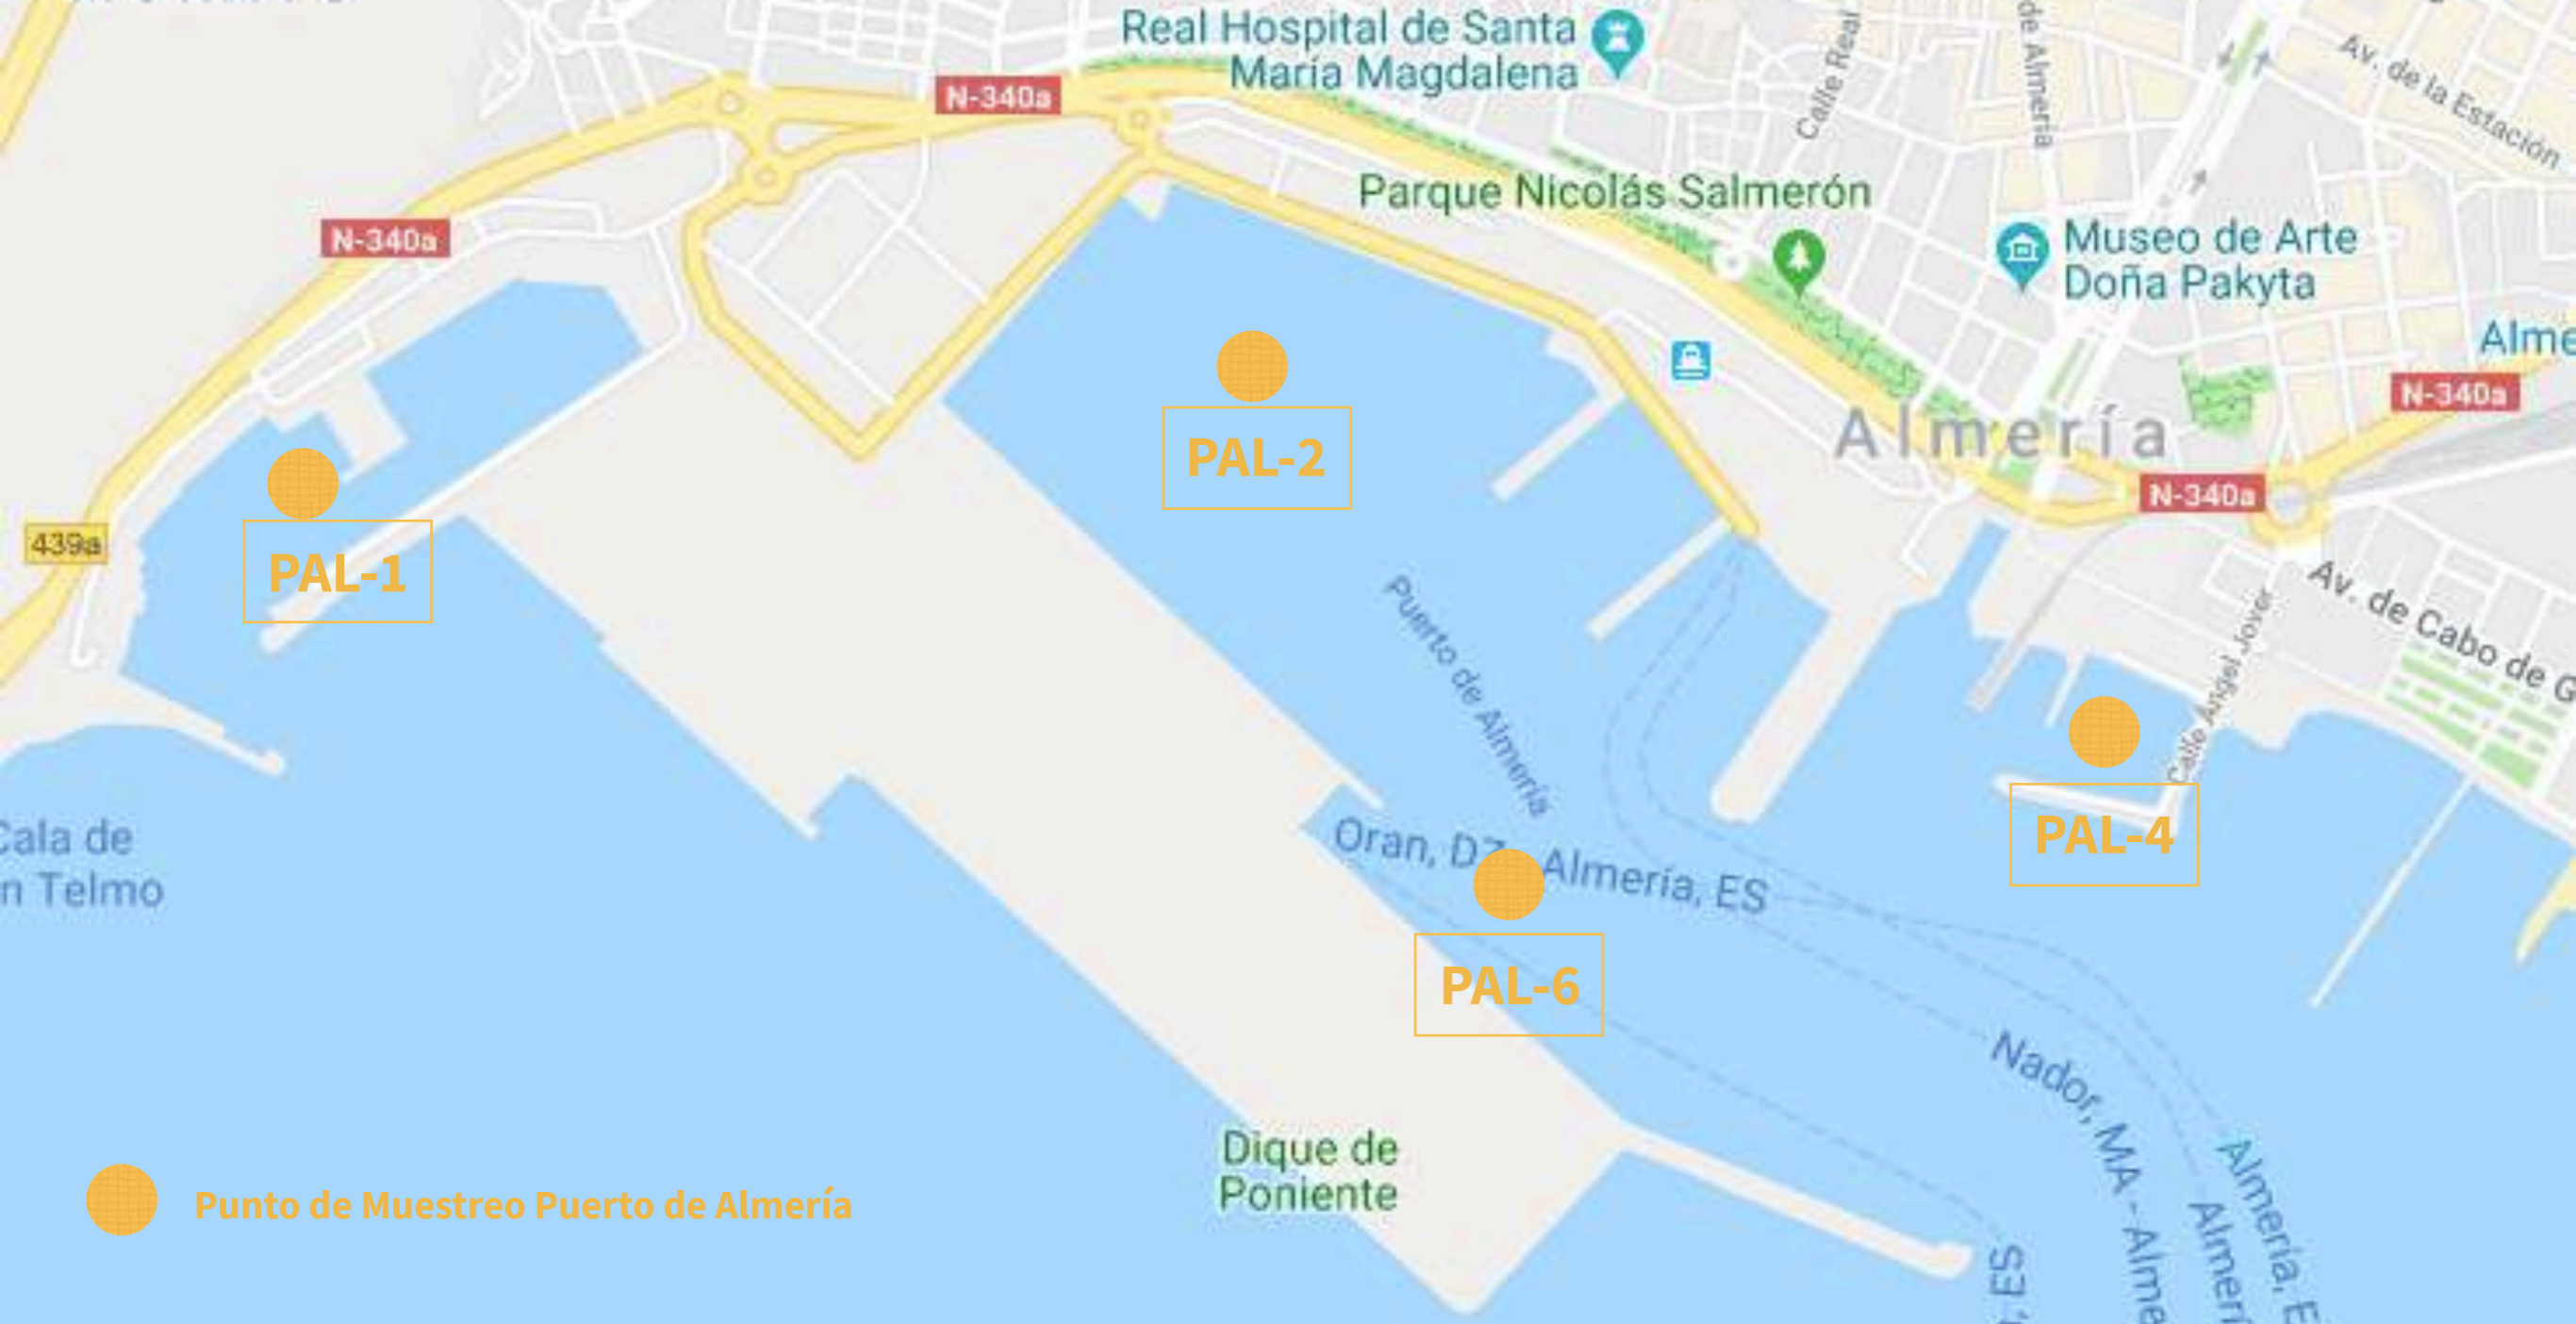 Real Hospital de Santa
María Magdalena
N-340a
Calle Real
de Almería
Av. de la Estación
N-340a
Parque Nicolás Salmerón
Museo de Arte
Doña Pakyta
Alme
N-340a
Almería
N-340a
439a
PAL-1
PAL-2
Puerto de Almería
Av. de Cabo de G
Calle Angel Jover
PAL-4
Cala de
n Telmo
Oran, DZ - Almería, ES
PAL-6
Nador, MA - Alme
Almería, E
Almerí
ES
Dique de
Poniente
Punto de Muestreo Puerto de Almería